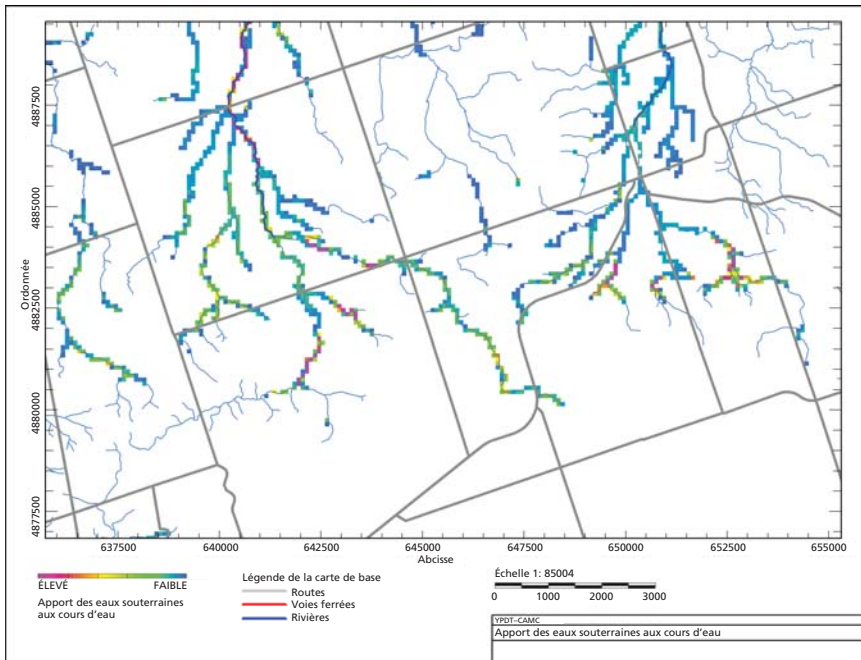 4887500
4885000
4882500
4880000
4877500
Ordonnée
637500 640000 642500 645000 647500 650000 652500 655000
Abcisse
ÉLEVÉ FAIBLE
Apport des eaux souterraines
aux cours d'eau
Légende de la carte de base
Routes
Voies ferrées
Rivières
Échelle 1: 85004
0 1000 2000 3000
YPDT–CAMC
Apport des eaux souterraines aux cours d'eau